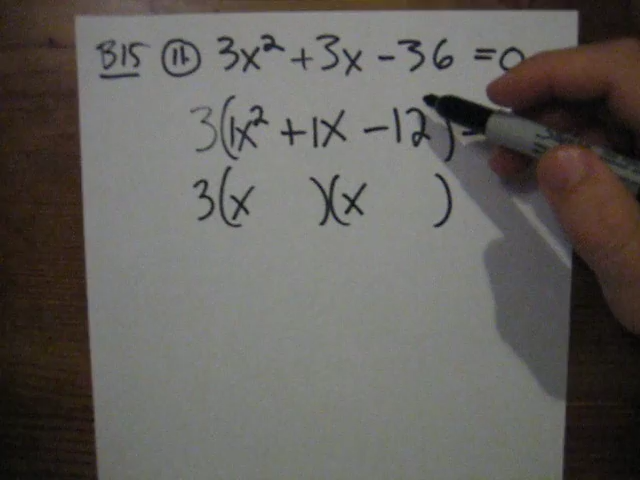 B15 11. 3x² + 3x - 36 = 0
3(1x² + 1x - 12) =
3(x )(x )